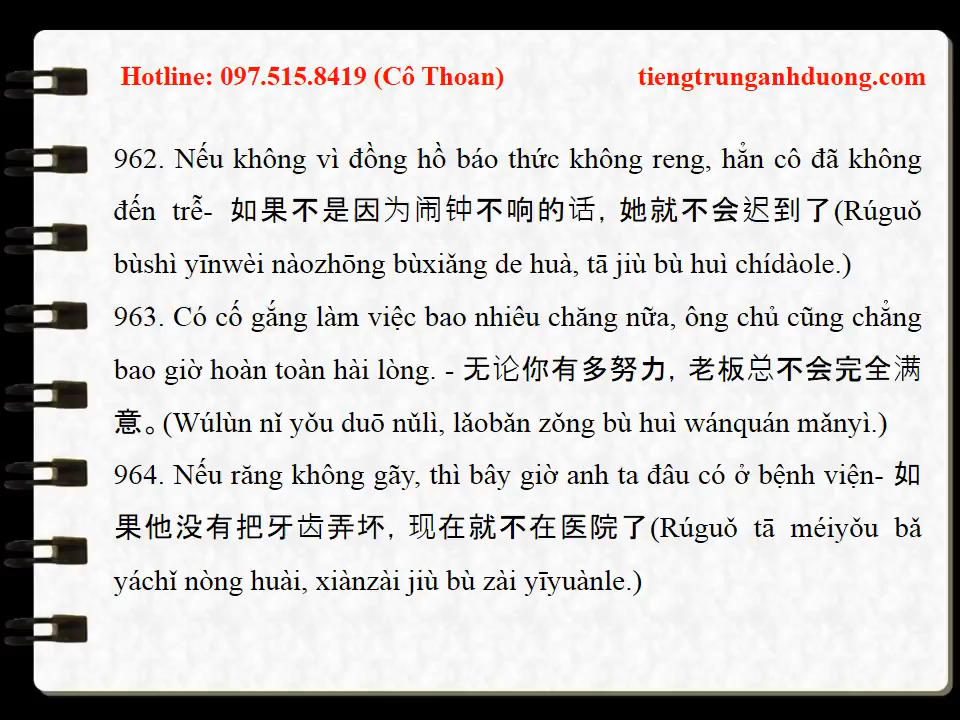 Hotline: 097.515.8419 (Cô Thoan) tiengtrunganhduong.com
962. Nếu không vì đồng hồ báo thức không reng, hẳn cô đã không
đến trễ- 如果不是因为闹钟不响的话, 她就不会迟到了(Rúguǒ
bùshì yīnwèi nàozhōng bùxiǎng de huà, tā jiù bù huì chídàole.)
963. Có cố gắng làm việc bao nhiêu chăng nữa, ông chủ cũng chẳng
bao giờ hoàn toàn hài lòng. - 无论你有多努力, 老板总不会完全满
意。(Wúlùn nǐ yǒu duō nǔlì, lǎobǎn zǒng bù huì wánquán mǎnyì.)
964. Nếu răng không gãy, thì bây giờ anh ta đâu có ở bệnh viện- 如
果他没有把牙齿弄坏, 现在就不在医院了(Rúguǒ tā méiyǒu bǎ
yáchǐ nòng huài, xiànzài jiù bù zài yīyuànle.)